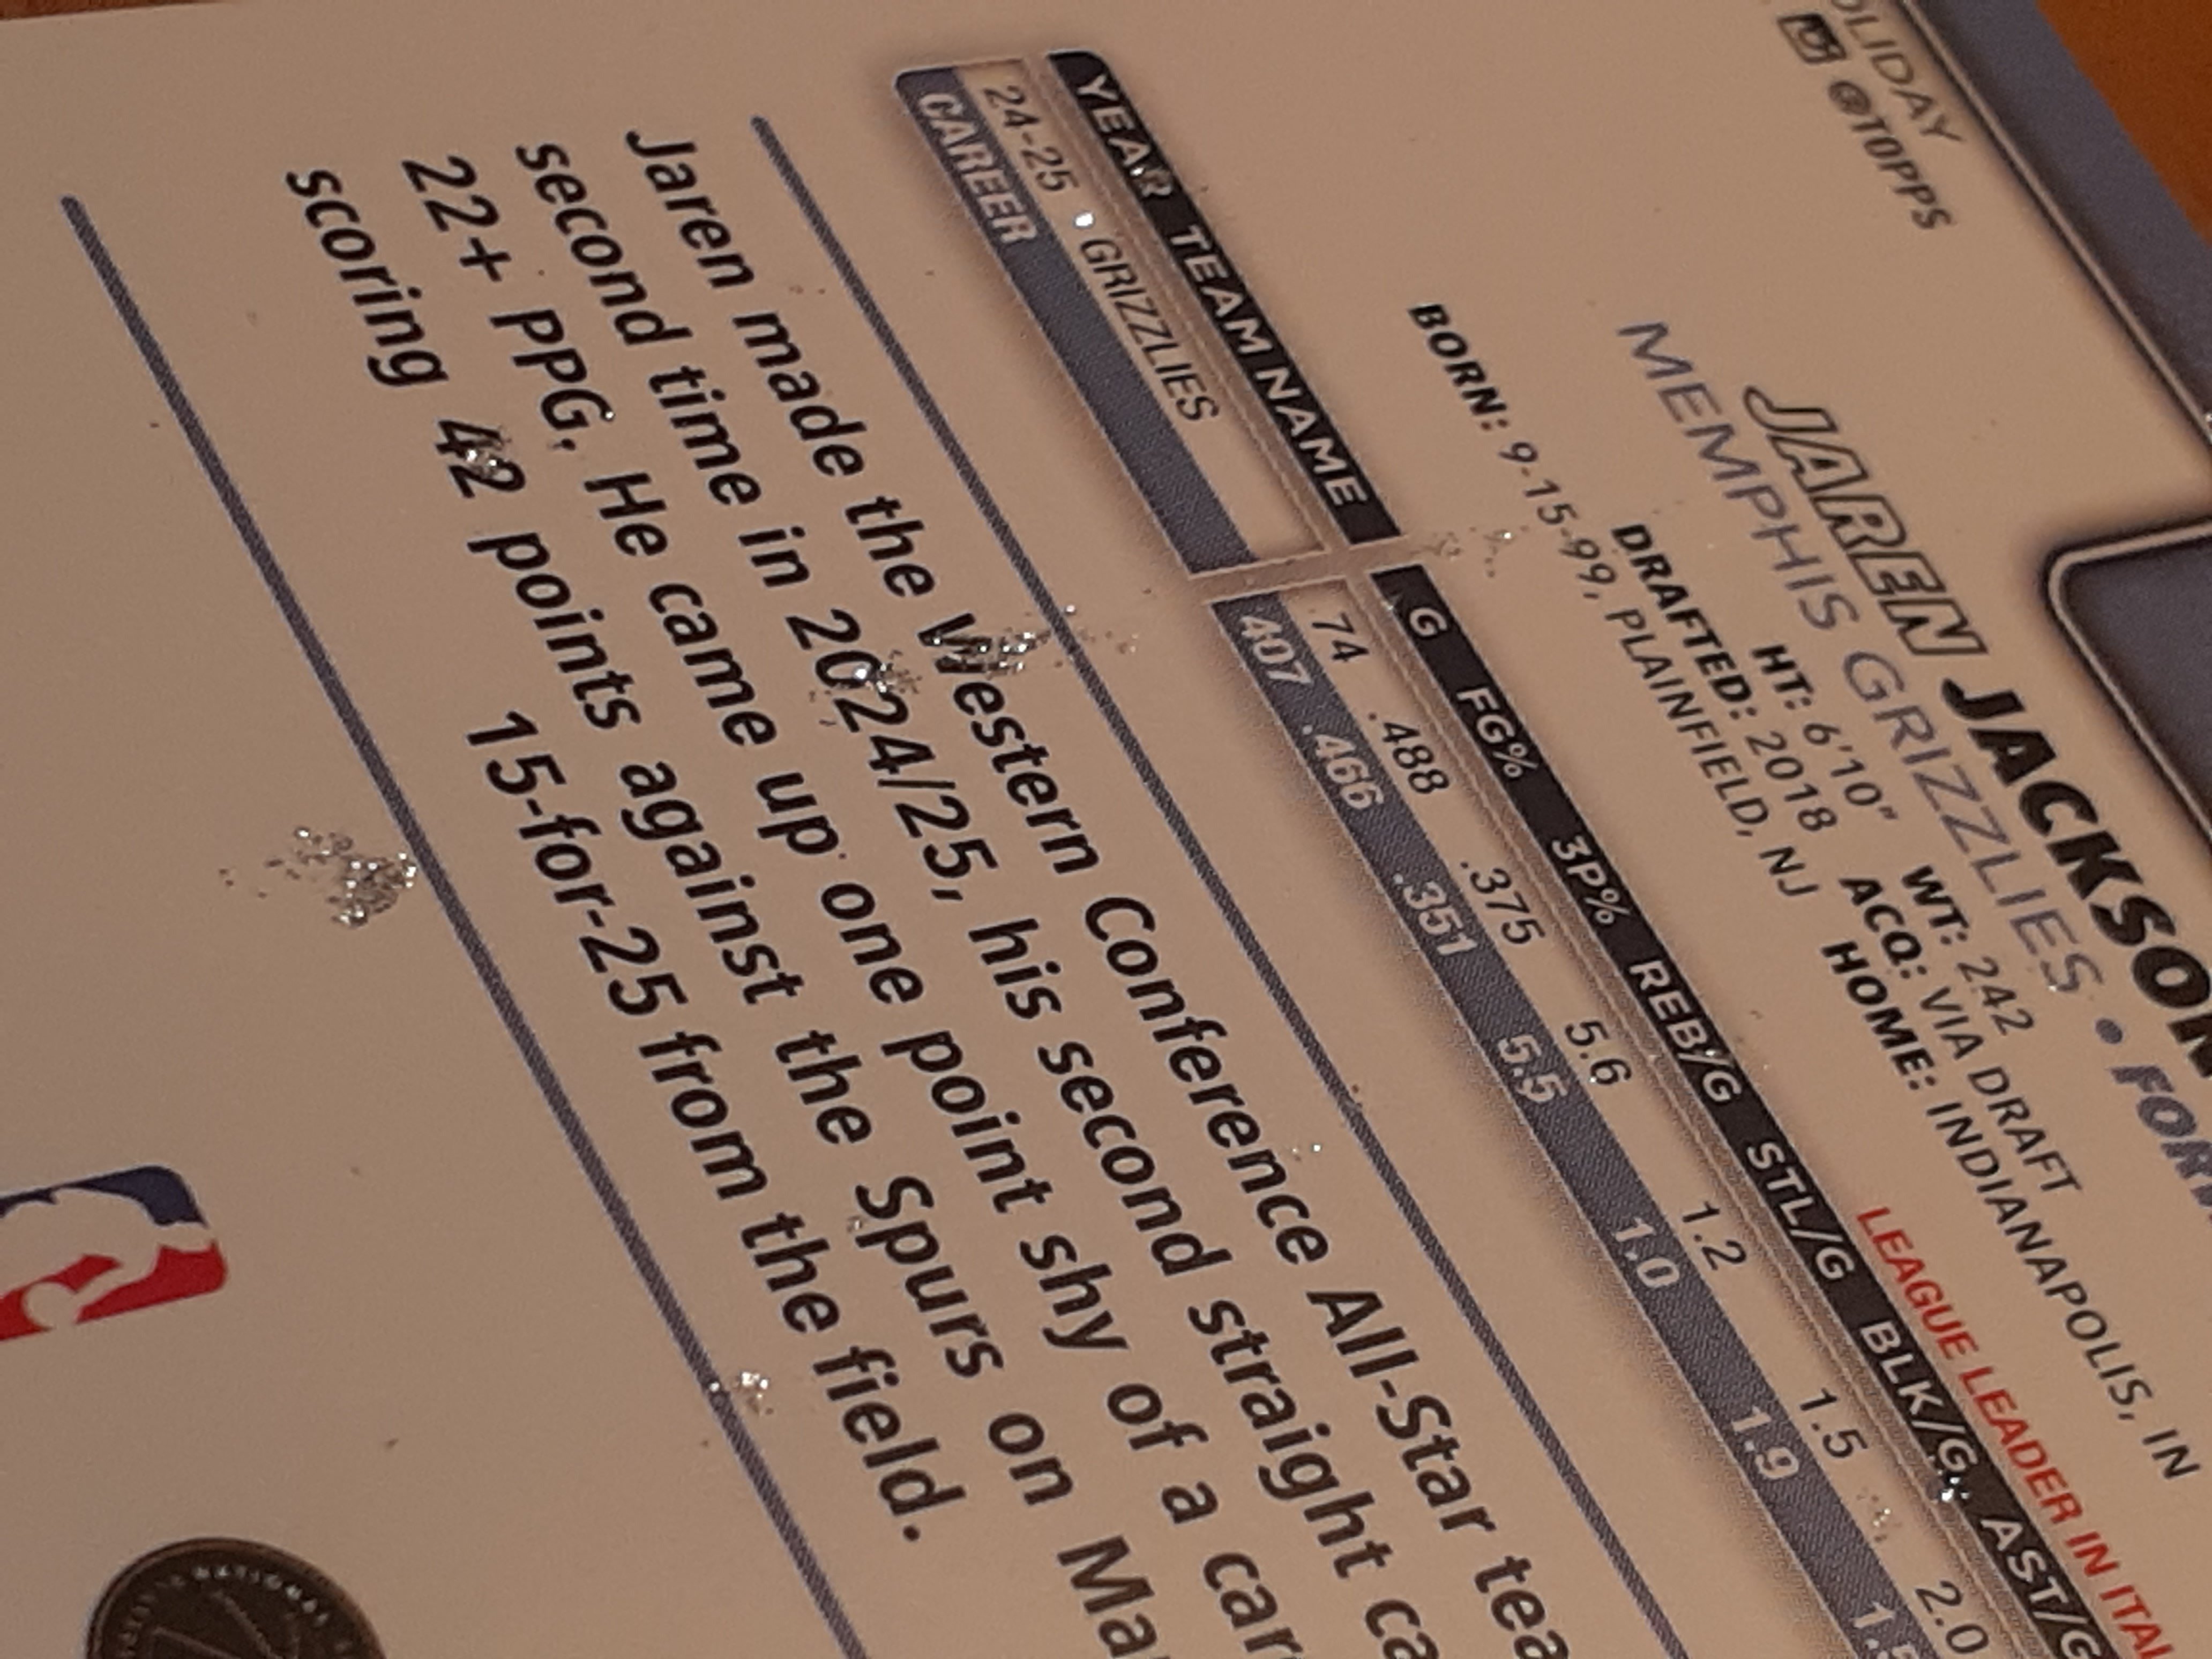 OLIDAY
@TOPPS
JAREN JACKSON
MEMPHIS GRIZZLIES •
HT: 6'10" WT: 242
DRAFTED: 2018 ACQ: VIA DRAFT
BORN: 9-15-99, PLAINFIELD, NJ HOME: INDIANAPOLIS, IN
LEAGUE LEADER IN ITAL
YEAR TEAM NAME G FG% 3P% REB/G STL/G BLK/G AST/G
24-25 • GRIZZLIES 74 .488 .375 5.6 1.2 1.5 2.0
CAREER 407 .466 .351 5.5 1.0 1.9
Jaren made the Western Conference All-Star tea
second time in 2024/25, his second straight ca
22+ PPG. He came up one point shy of a car
scoring 42 points against the Spurs on Ma
15-for-25 from the field.